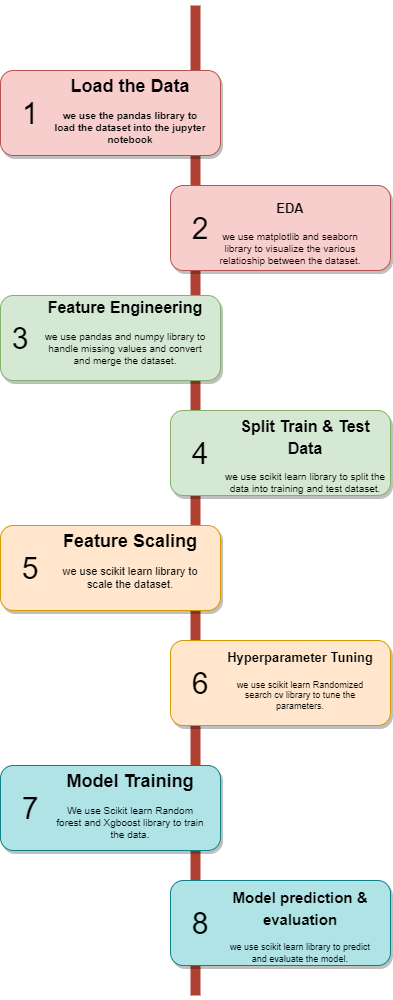 Load the Data
1
we use the pandas library to
load the dataset into the jupyter
notebook
EDA
2
we use matplotlib and seaborn
library to visualize the various
relatioship between the dataset.
Feature Engineering
3
we use pandas and numpy library to
handle missing values and convert
and merge the dataset.
Split Train & Test
Data
4
we use scikit learn library to split the
data into training and test dataset.
Feature Scaling
5
we use scikit learn library to
scale the dataset.
Hyperparameter Tuning
6
we use scikit learn Randomized
search cv library to tune the
parameters.
Model Training
7
We use Scikit learn Random
forest and Xgboost library to train
the data.
Model prediction &
evaluation
8
we use scikit learn library to predict
and evaluate the model.